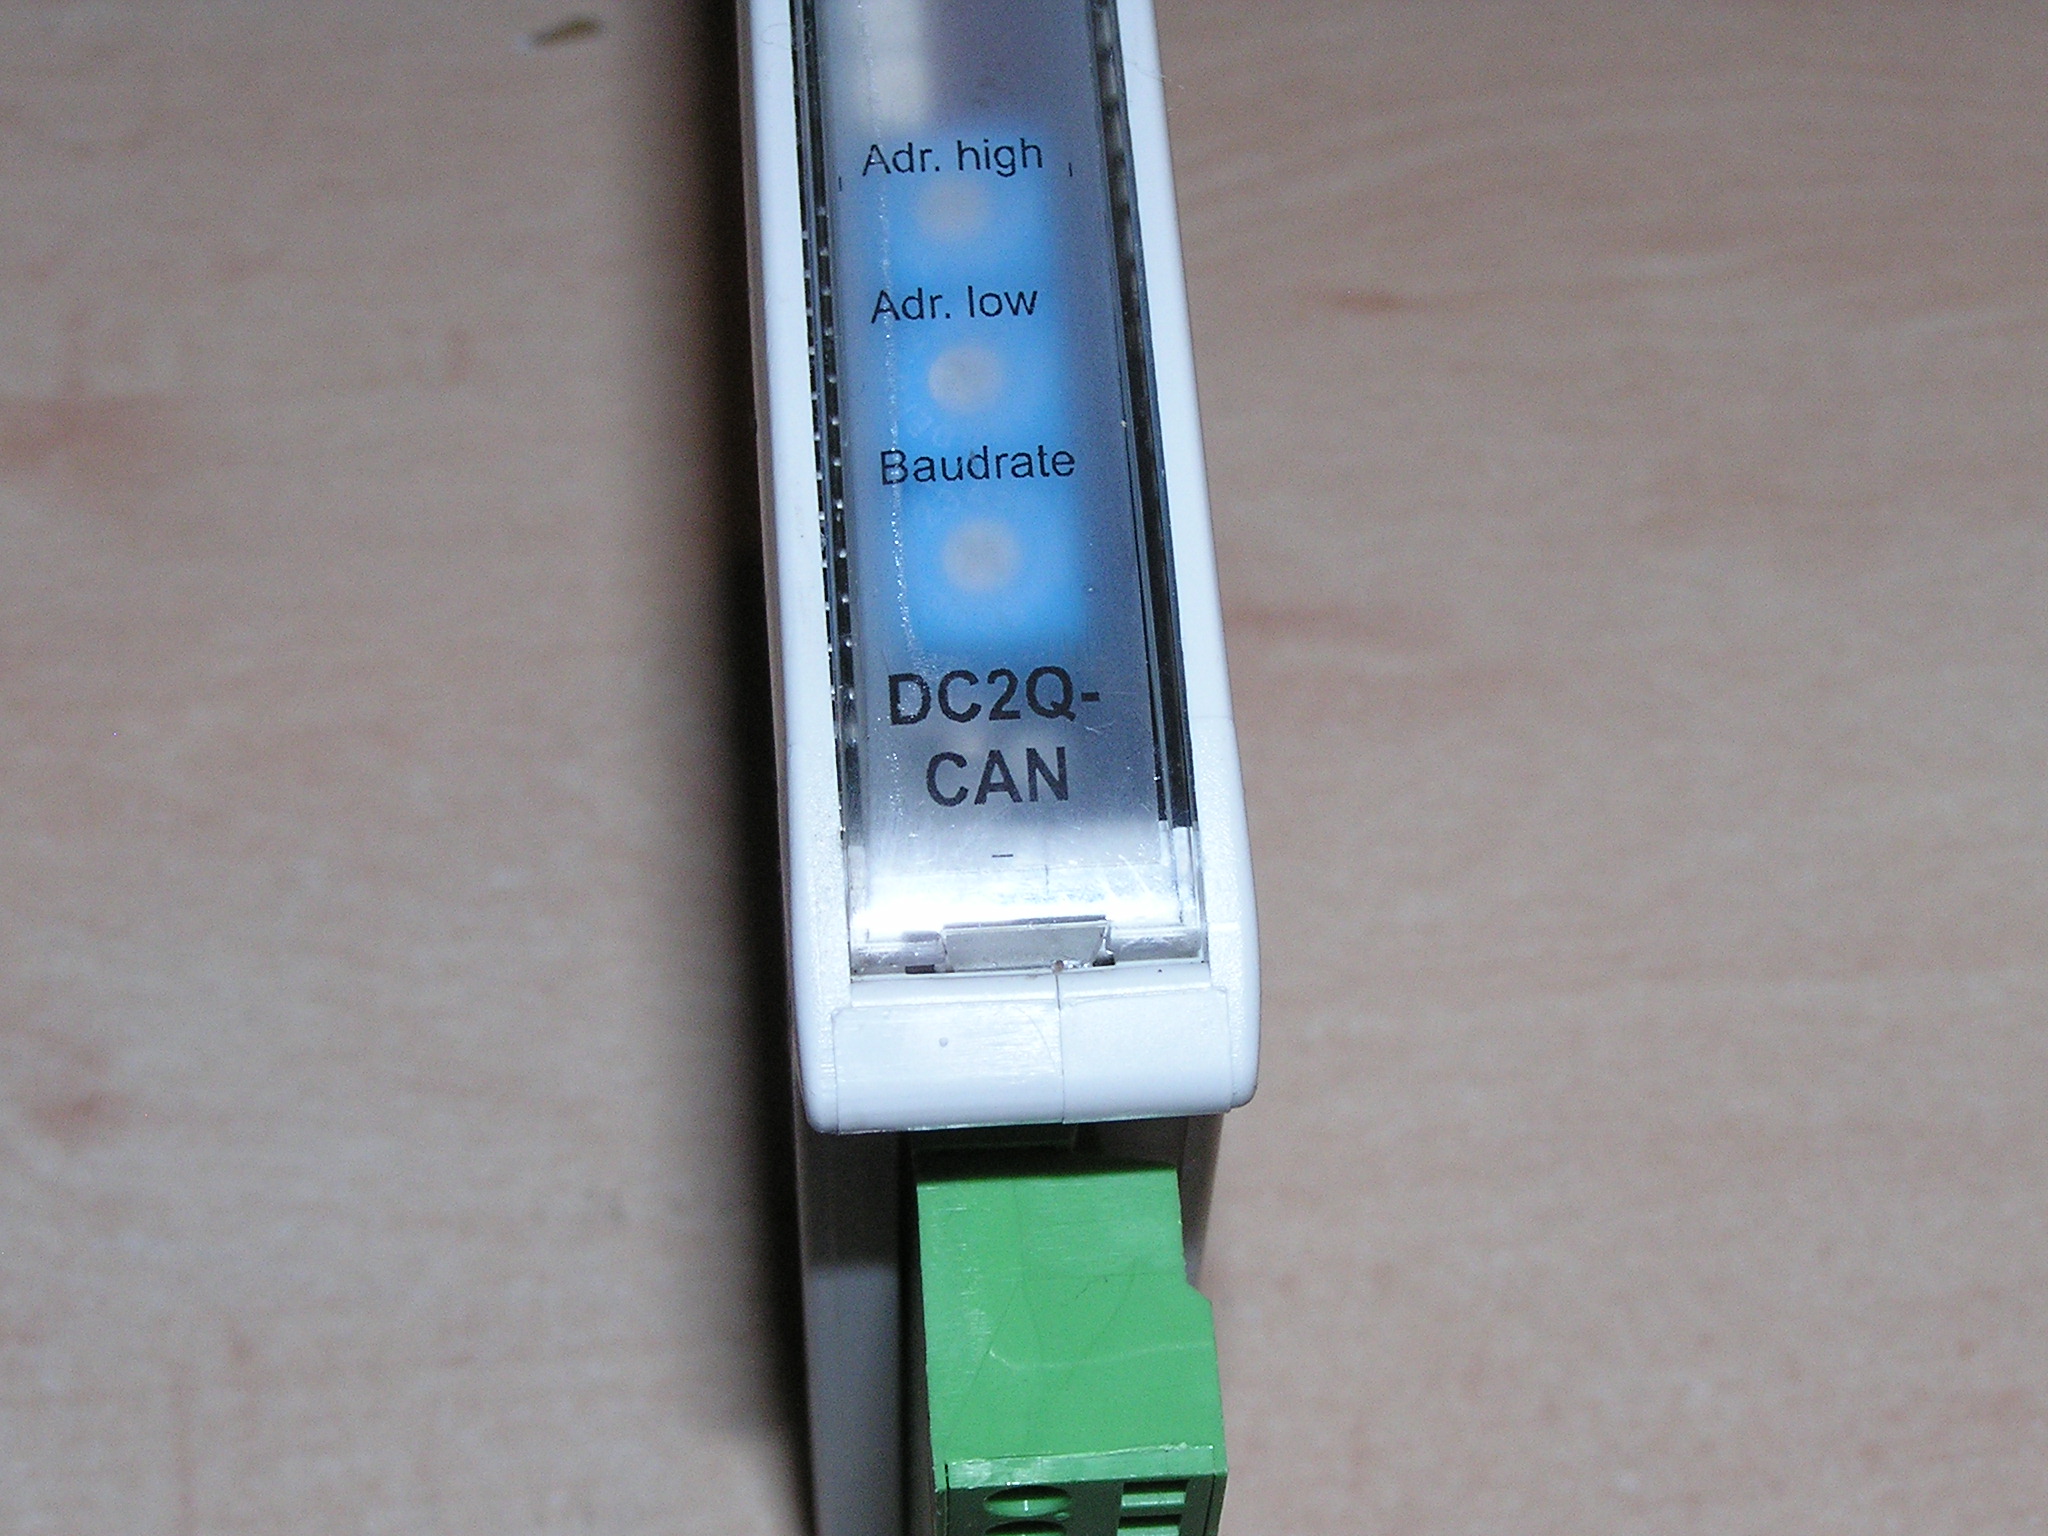 Adr. high
Adr. low
Baudrate
DC2Q-
CAN